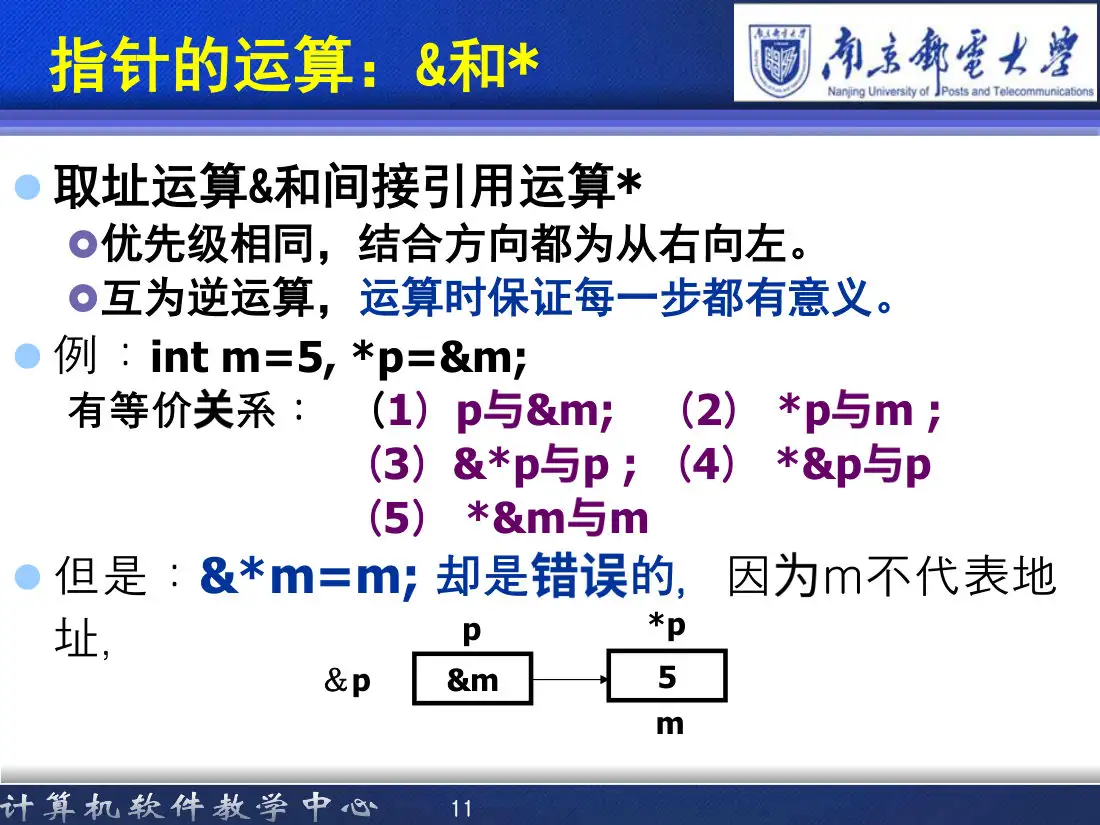 指针的运算：&和*
南京邮电大学
Nanjing University of Posts and Telecommunications
取址运算&和间接引用运算*
优先级相同，结合方向都为从右向左。
互为逆运算，运算时保证每一步都有意义。
例：int m=5, *p=&m;
有等价关系： （1）p与&m; （2） *p与m ;
（3）&*p与p ; （4） *&p与p
（5） *&m与m
但是：&*m=m; 却是错误的, 因为m不代表地
址,
p *p
&p &m 5
m
计算机软件教学中心 11